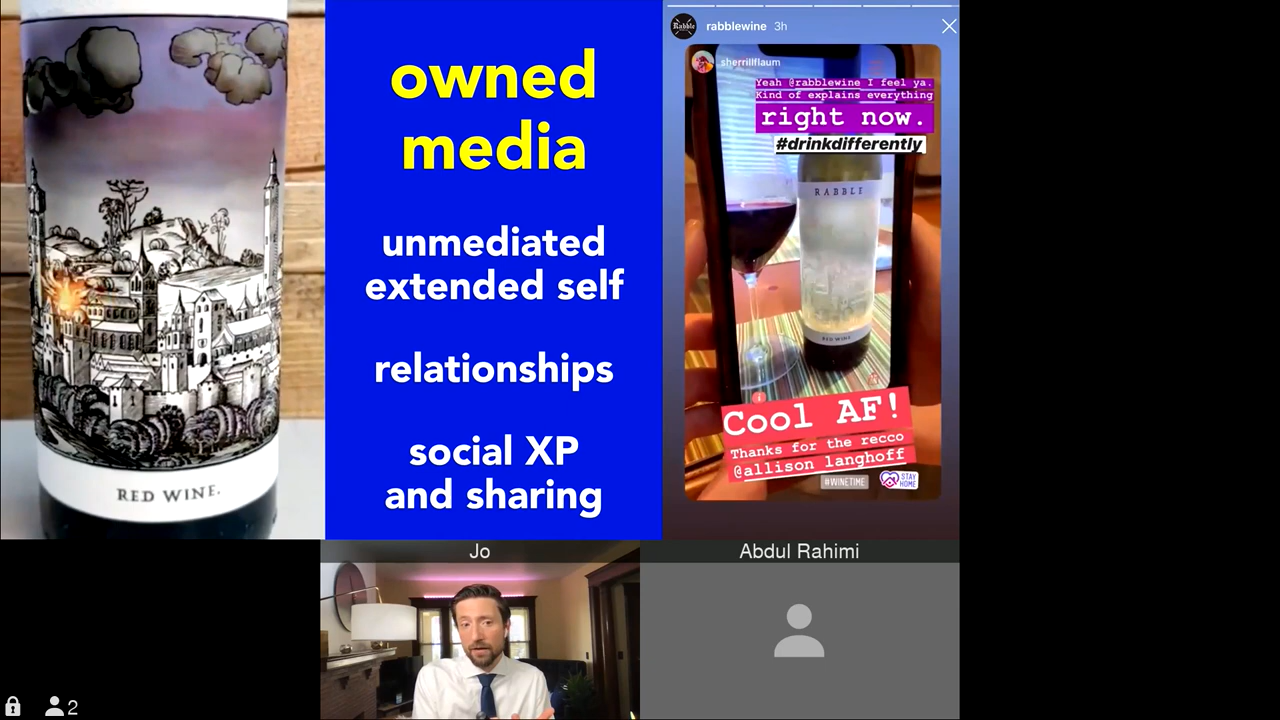 RED WINE.
owned
media
unmediated
extended self
relationships
social XP
and sharing
Rabble
rabblewine 3h
sherrillflaum
Yeah @rabblewine I feel ya.
Kind of explains everything
right now.
#drinkdifferently
RABBLE
RED WINE.
Cool AF!
Thanks for the recco
@allison langhoff
#WINETIME
STAY
HOME
Jo
Abdul Rahimi
2